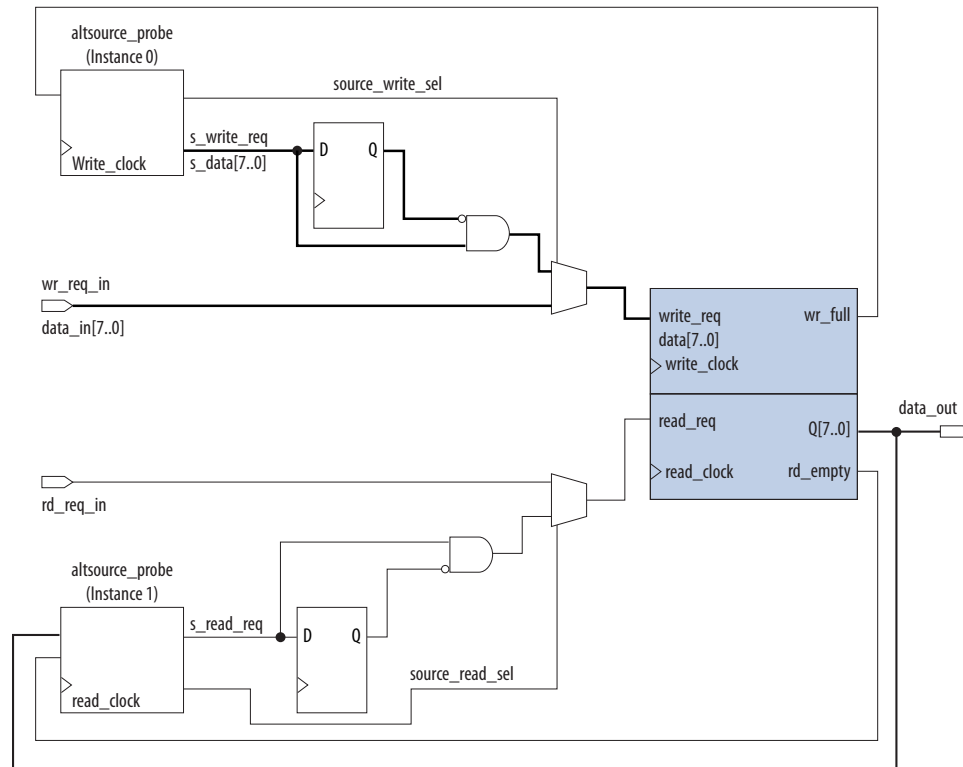 altsource_probe
(Instance 0)
source_write_sel
s_write_req
D
Q
Write_clock
s_data[7..0]
wr_req_in
data_in[7..0]
write_req
wr_full
data[7..0]
write_clock
data_out
read_req
Q[7..0]
read_clock
rd_empty
rd_req_in
altsource_probe
(Instance 1)
s_read_req
D
Q
source_read_sel
read_clock